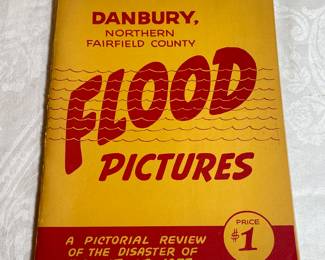 DANBURY,
NORTHERN
FAIRFIELD COUNTY
FLOOD
PICTURES
PRICE
$1
A PICTORIAL REVIEW
OF THE DISASTER OF